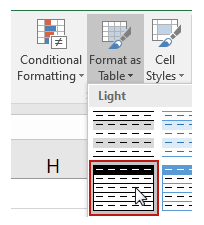 Conditional Formatting
Format as Table
Cell Styles
Light
H